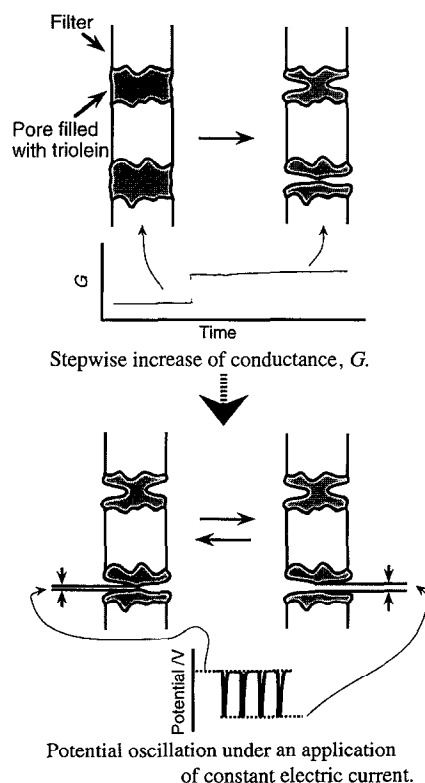 Filter
Pore filled
with triolein
G
Time
Stepwise increase of conductance, G.
Potential /V
Potential oscillation under an application
of constant electric current.